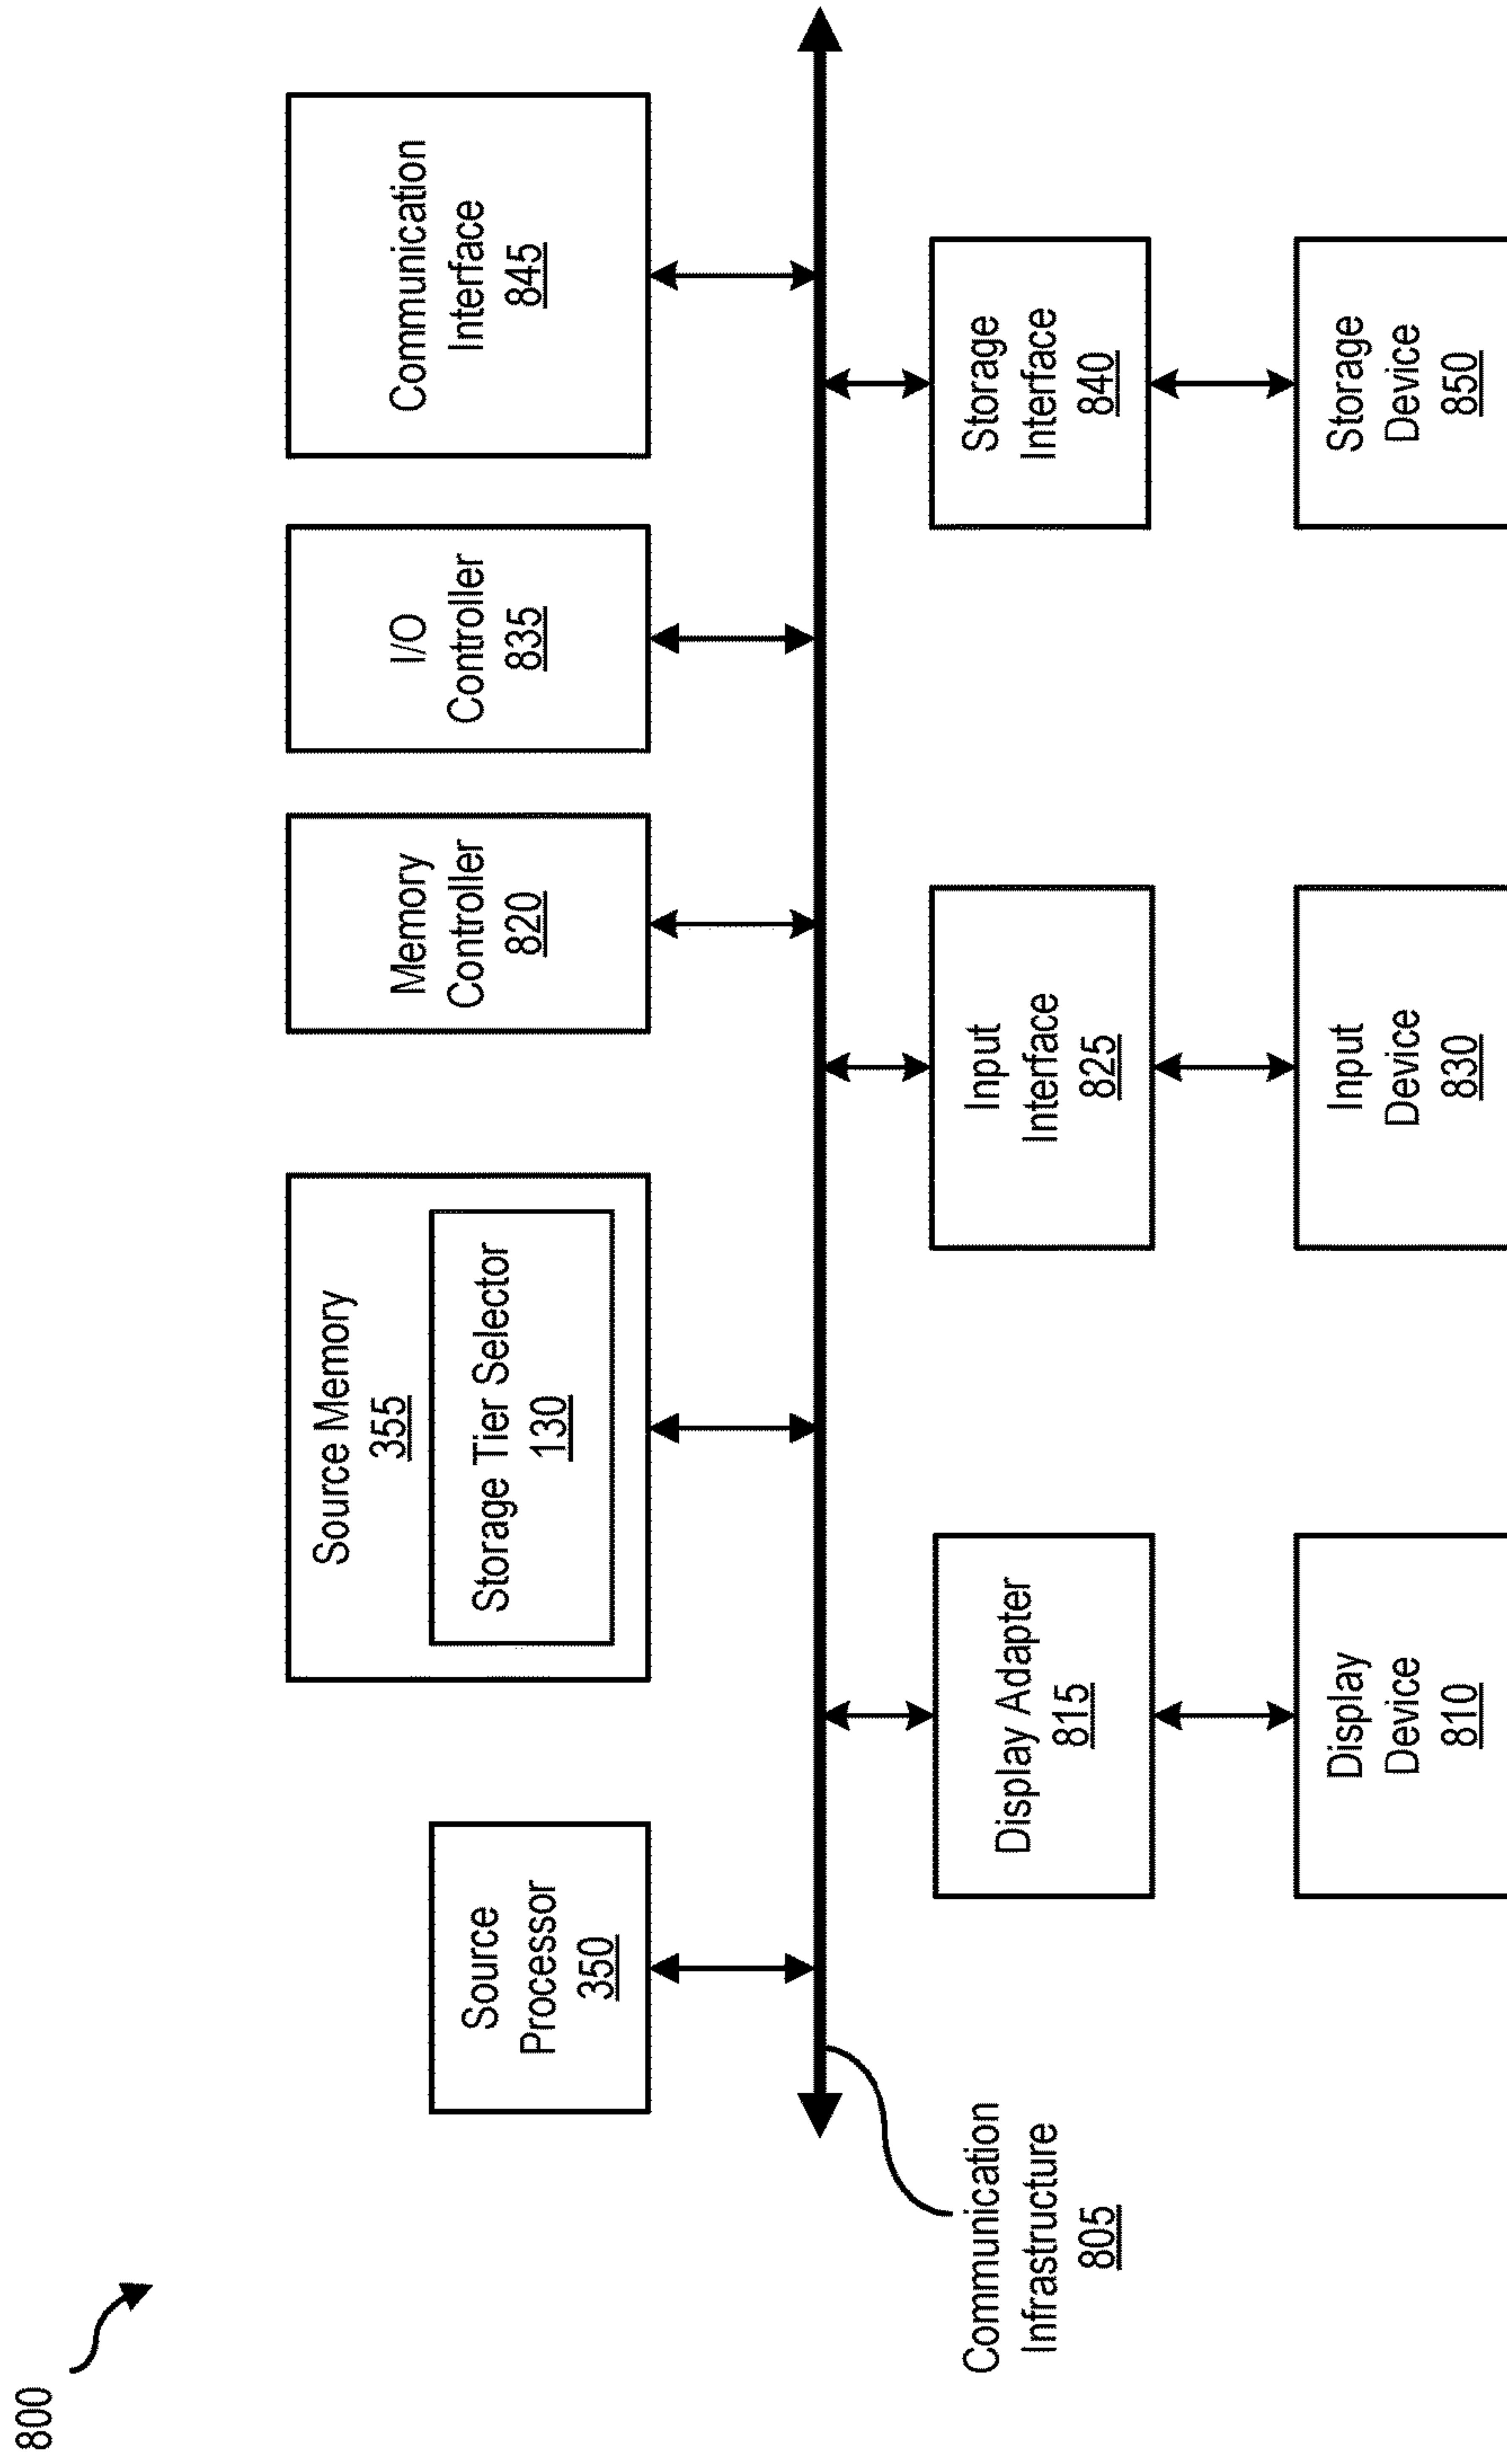 800
Source
Processor
350
Source Memory
355
Storage Tier Selector
130
Memory
Controller
820
I/O
Controller
835
Communication
Interface
845
Communication
Infrastructure
805
Display Adapter
815
Input
Interface
825
Storage
Interface
840
Display
Device
810
Input
Device
830
Storage
Device
850